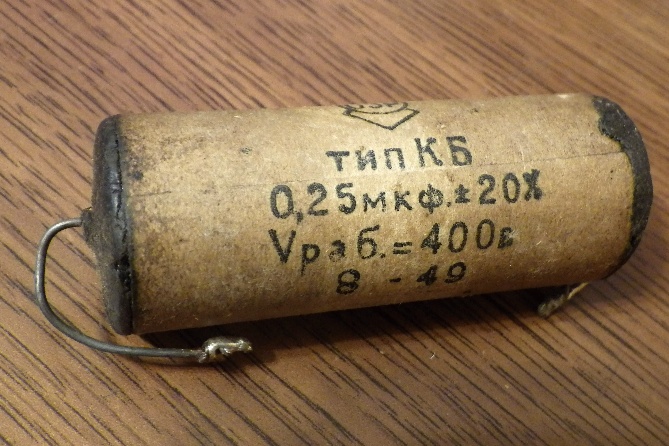 тип КБ
0,25 мкф. ± 20%
Vраб. = 400в
8 - 49